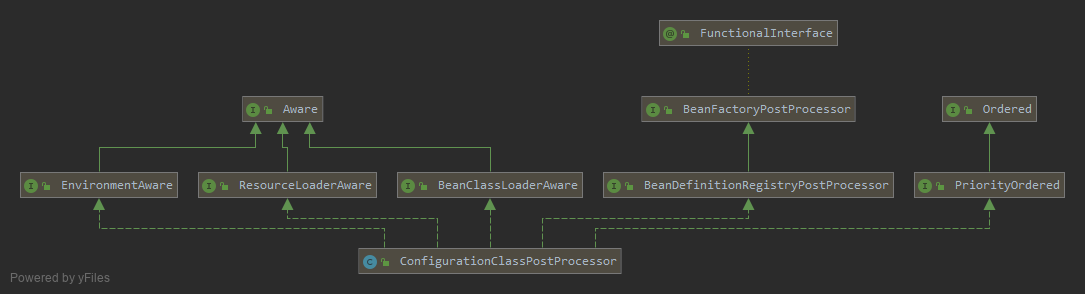 FunctionalInterface
Aware
BeanFactoryPostProcessor
Ordered
EnvironmentAware
ResourceLoaderAware
BeanClassLoaderAware
BeanDefinitionRegistryPostProcessor
PriorityOrdered
ConfigurationClassPostProcessor
Powered by yFiles